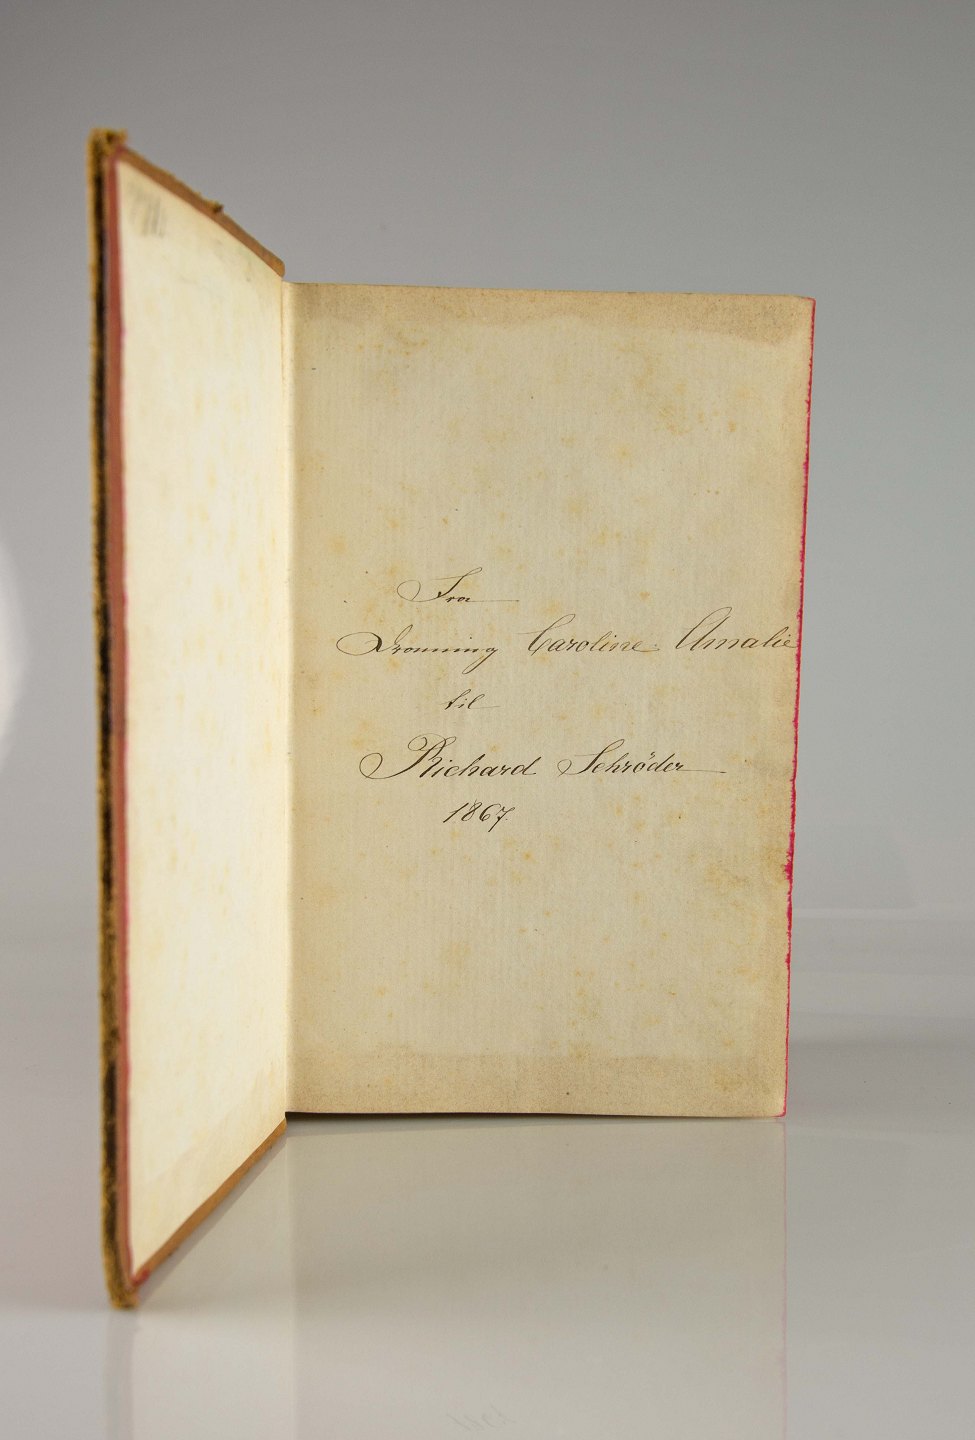 Fra
Dronning Caroline Amalie
til
Richard Schröder
1867.